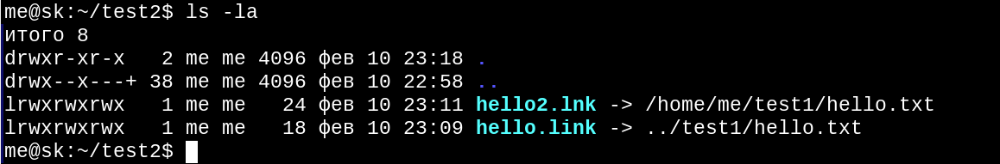 me@sk:~/test2$ ls -la
итого 8
drwxr-xr-x   2 me me 4096 фев 10 23:18 .
drwx--x---+ 38 me me 4096 фев 10 22:58 ..
lrwxrwxrwx   1 me me   24 фев 10 23:11 hello2.lnk -> /home/me/test1/hello.txt
lrwxrwxrwx   1 me me   18 фев 10 23:09 hello.link -> ../test1/hello.txt
me@sk:~/test2$